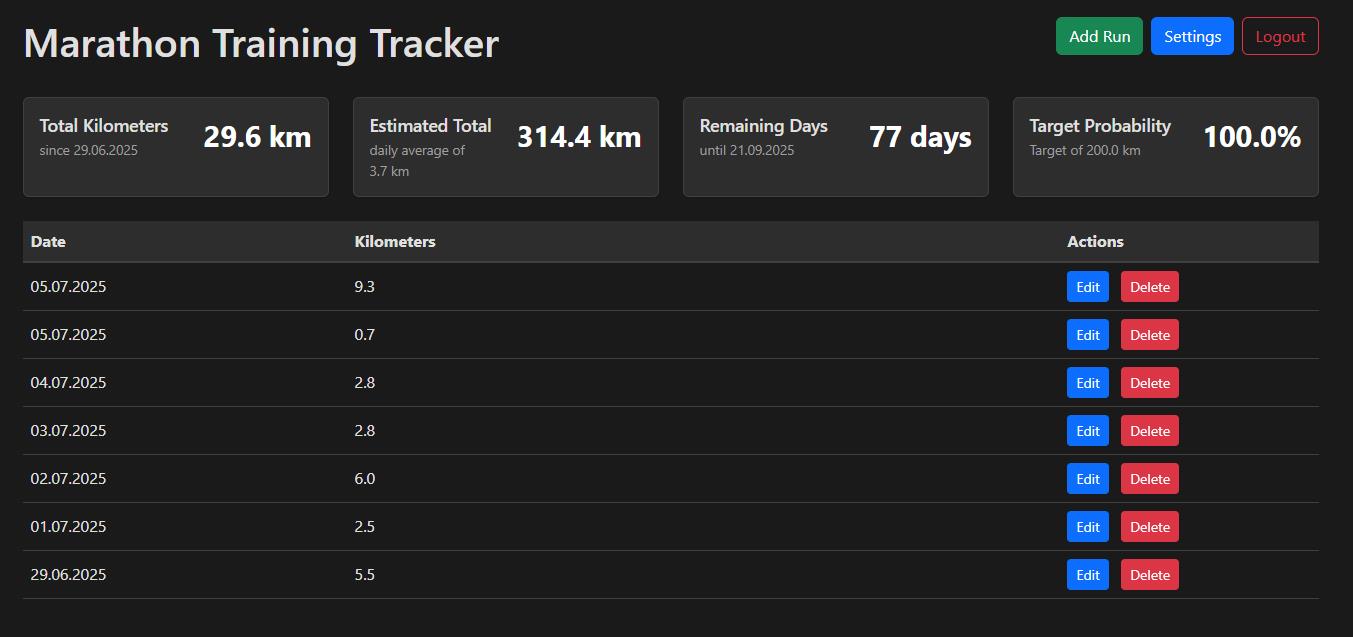 Marathon Training Tracker
Add Run Settings Logout
Total Kilometers
since 29.06.2025
29.6 km
Estimated Total
daily average of
3.7 km
314.4 km
Remaining Days
until 21.09.2025
77 days
Target Probability
Target of 200.0 km
100.0%
Date Kilometers Actions
05.07.2025 9.3 Edit Delete
05.07.2025 0.7 Edit Delete
04.07.2025 2.8 Edit Delete
03.07.2025 2.8 Edit Delete
02.07.2025 6.0 Edit Delete
01.07.2025 2.5 Edit Delete
29.06.2025 5.5 Edit Delete